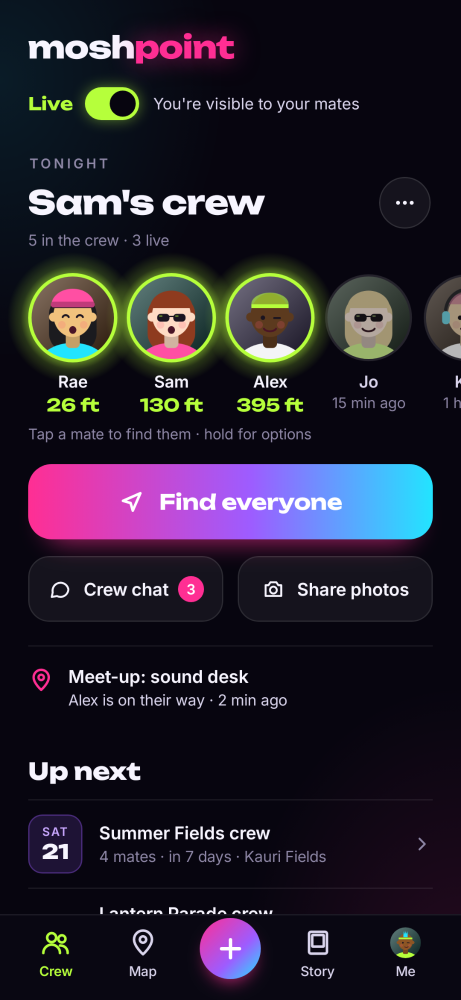 moshpoint
Live You're visible to your mates
TONIGHT
Sam's crew
5 in the crew · 3 live
Rae Sam Alex Jo K
26 ft 130 ft 395 ft 15 min ago 1 h
Tap a mate to find them · hold for options
Find everyone
Crew chat 3 Share photos
Meet-up: sound desk
Alex is on their way · 2 min ago
Up next
SAT
21
Summer Fields crew
4 mates · in 7 days · Kauri Fields
Lantern Parade crew
Crew Map Story Me